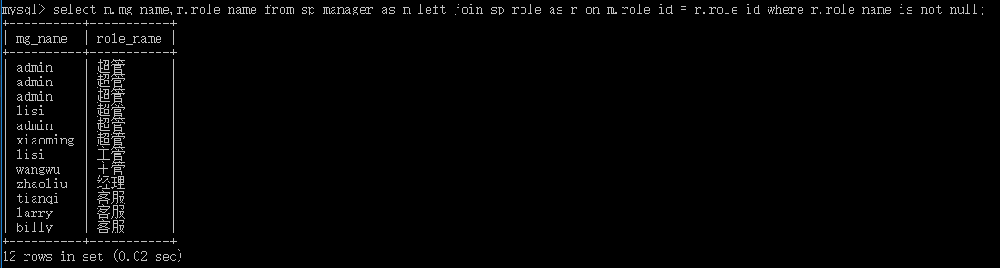 mysql> select m.mg_name,r.role_name from sp_manager as m left join sp_role as r on m.role_id = r.role_id where r.role_name is not null;
+----------+-----------+
| mg_name | role_name |
+----------+-----------+
| admin | 超管 |
| admin | 超管 |
| admin | 超管 |
| lisi | 超管 |
| admin | 超管 |
| xiaoming | 超管 |
| lisi | 主管 |
| wangwu | 主管 |
| zhaoliu | 经理 |
| tianqi | 客服 |
| larry | 客服 |
| billy | 客服 |
+----------+-----------+
12 rows in set (0.02 sec)